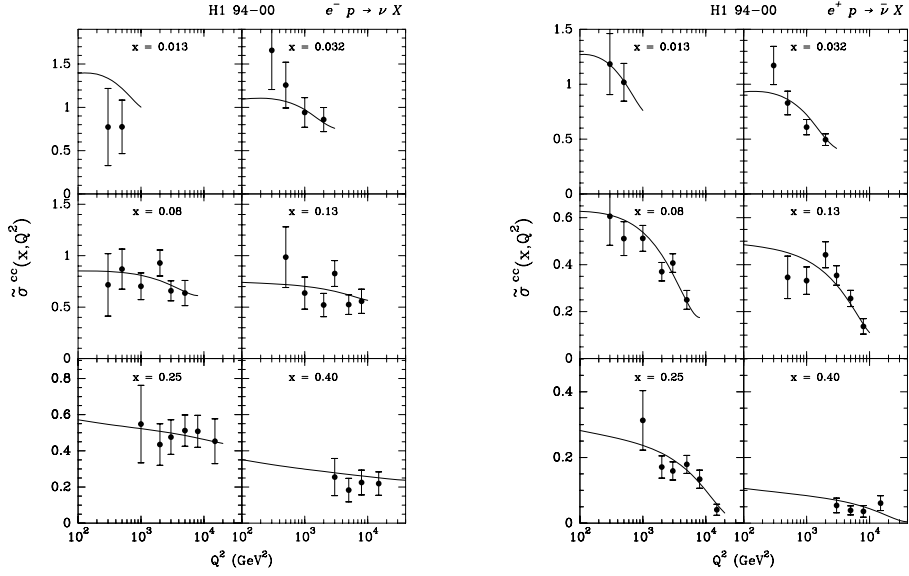 H1 94-00 e⁻ p → ν X
x = 0.013 x = 0.032
1.5
1
0.5
0
x = 0.08 x = 0.13
1.5
1
0.5
0
x = 0.25 x = 0.40
0.8
0.6
0.4
0.2
0
σ̃ ᶜᶜ(x,Q²)
10² 10³ 10⁴ 10² 10³ 10⁴
Q² (GeV²)
H1 94-00 e⁺ p → ν̄ X
x = 0.013 x = 0.032
1.5
1
0.5
0
x = 0.08 x = 0.13
0.6
0.4
0.2
0
x = 0.25 x = 0.40
0.4
0.2
0
σ̃ ᶜᶜ(x,Q²)
10² 10³ 10⁴ 10² 10³ 10⁴
Q² (GeV²)